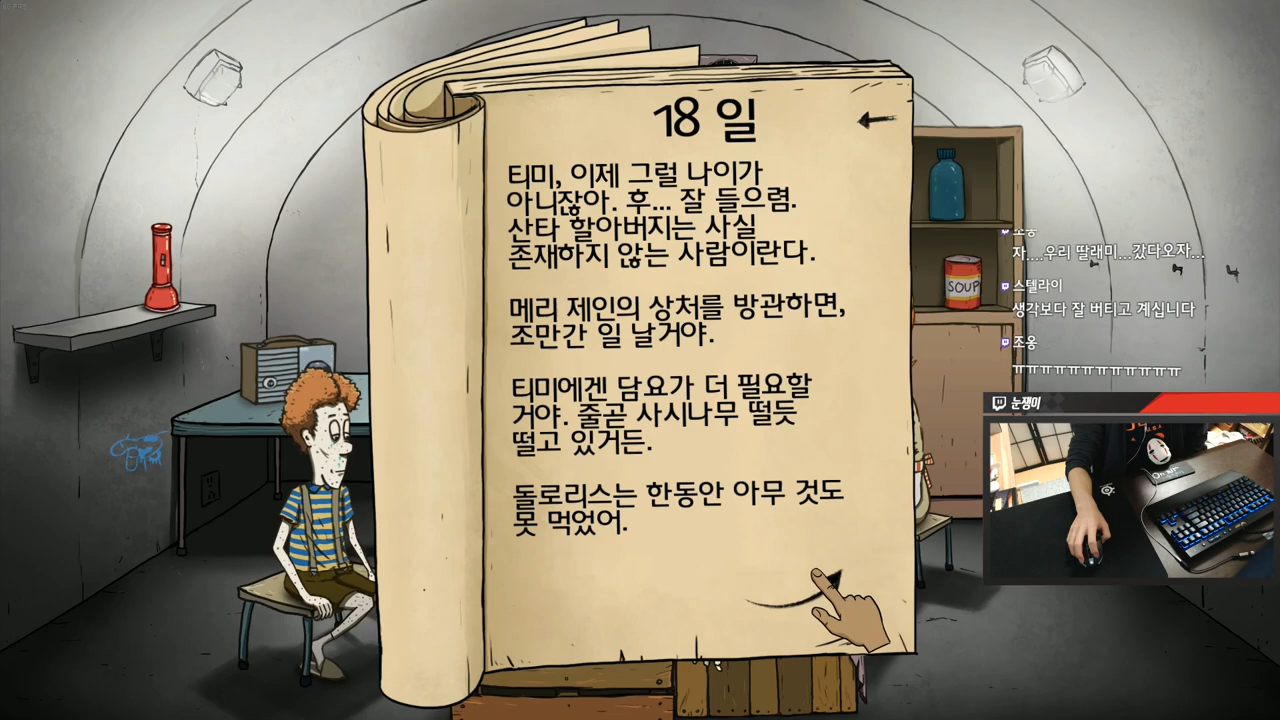 18 일
티미, 이제 그럴 나이가
아니잖아. 후... 잘 들으렴.
산타 할아버지는 사실
존재하지 않는 사람이란다.
메리 제인의 상처를 방관하면,
조만간 일 날거야.
티미에겐 담요가 더 필요할
거야. 줄곧 사시나무 떨듯
떨고 있거든.
돌로리스는 한동안 아무 것도
못 먹었어.
SOUP
조옹
자....우리 딸래미...갔다오자...
스텔라이
생각보다 잘 버티고 계십니다
조옹
ㅠㅠㅠㅠㅠㅠㅠㅠㅠㅠㅠㅠㅠ
눈쟁이